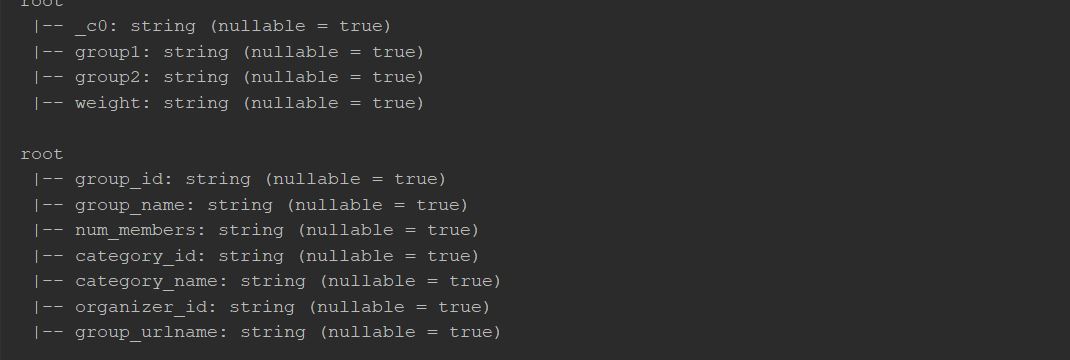 root
|-- _c0: string (nullable = true)
|-- group1: string (nullable = true)
|-- group2: string (nullable = true)
|-- weight: string (nullable = true)
root
|-- group_id: string (nullable = true)
|-- group_name: string (nullable = true)
|-- num_members: string (nullable = true)
|-- category_id: string (nullable = true)
|-- category_name: string (nullable = true)
|-- organizer_id: string (nullable = true)
|-- group_urlname: string (nullable = true)